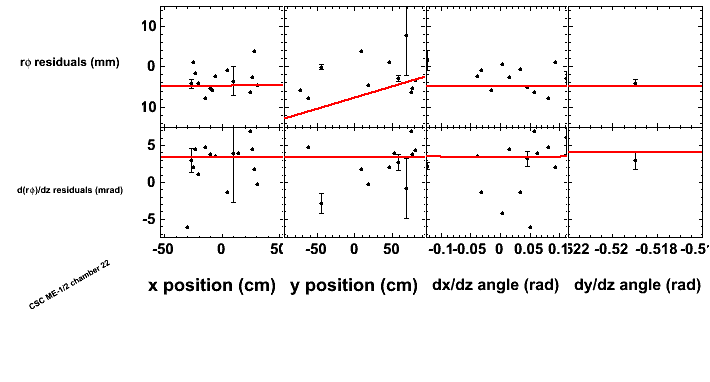 15
10
rϕ residuals (mm)
0
10
5
d(rϕ)/dz residuals (mrad)
0
-5
-50 0 50 0 50 -0.1 -0.05 0 0.05 0.1 522 -0.52 -0.518 -0.51
x position (cm) y position (cm) dx/dz angle (rad) dy/dz angle (rad)
CSC ME-1/2 chamber 22